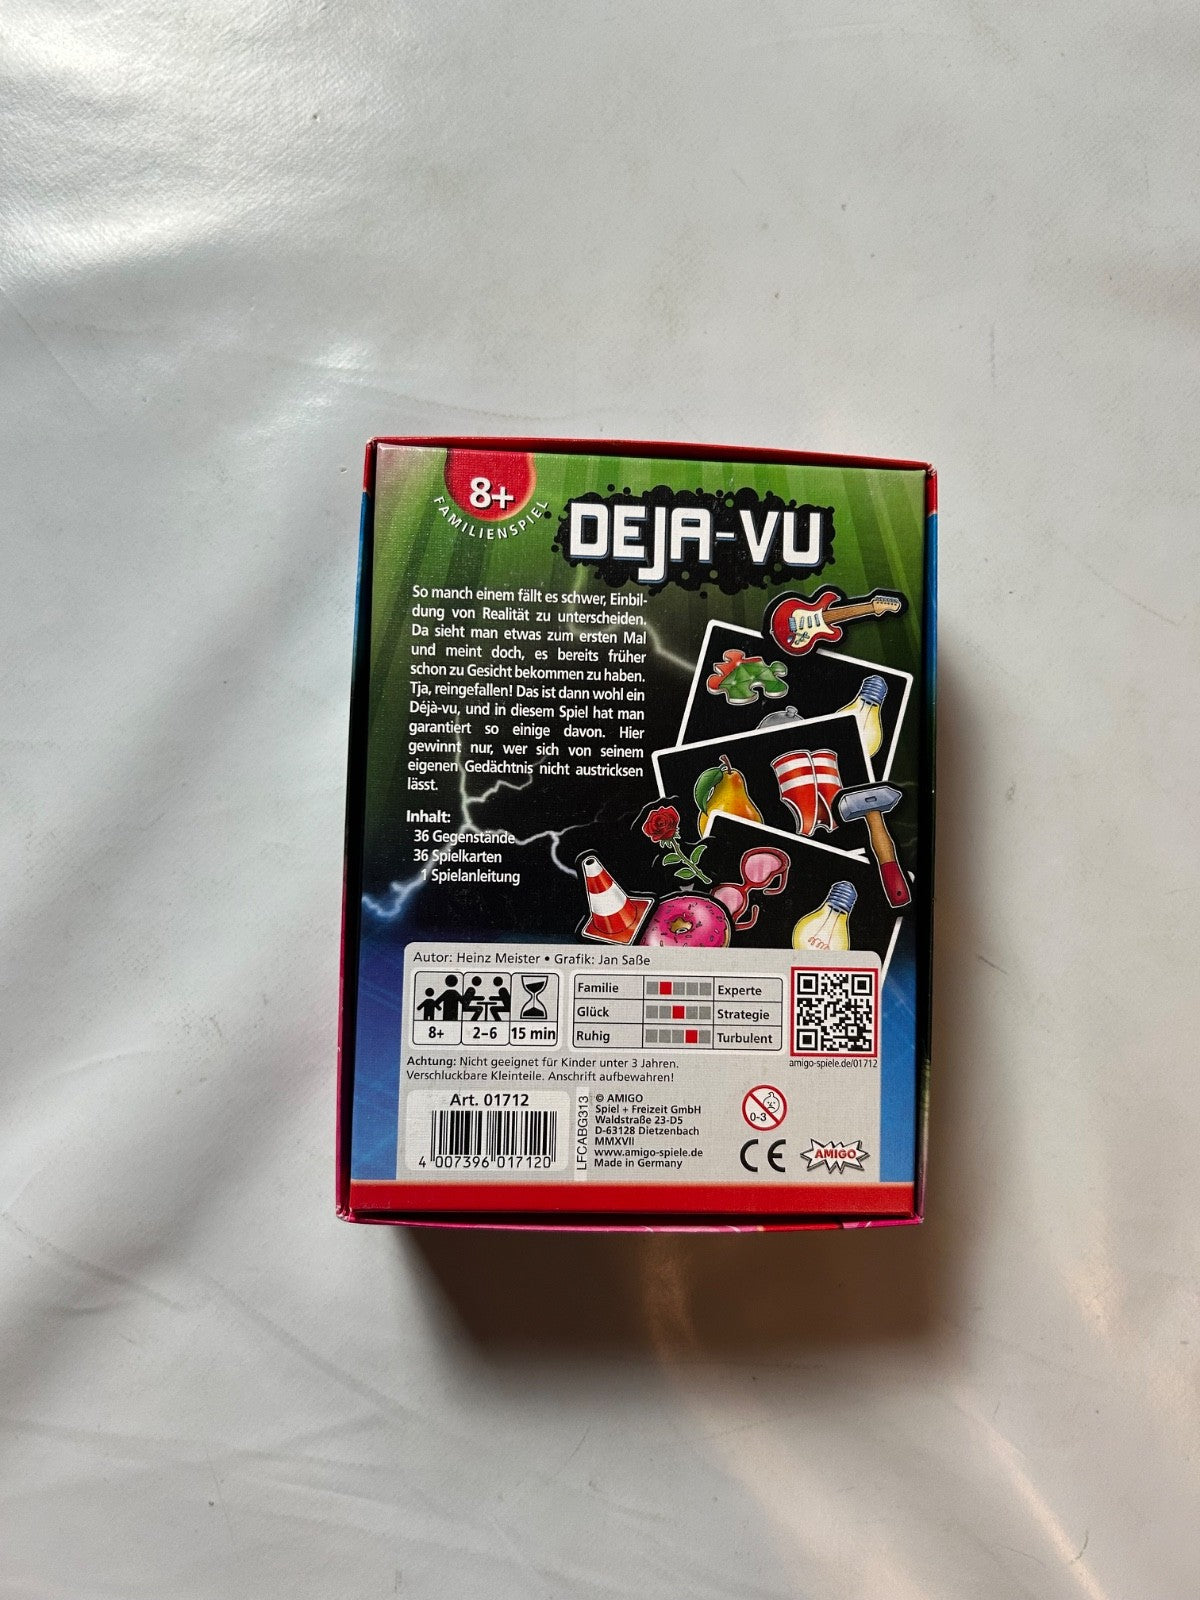 8+
FAMILIENSPIEL
DEJA-VU
So manch einem fällt es schwer, Einbil-
dung von Realität zu unterscheiden.
Da sieht man etwas zum ersten Mal
und meint doch, es bereits früher
schon zu Gesicht bekommen zu haben.
Tja, reingefallen! Das ist dann wohl ein
Déjà-vu, und in diesem Spiel hat man
garantiert so einige davon. Hier
gewinnt nur, wer sich von seinem
eigenen Gedächtnis nicht austricksen
lässt.
Inhalt:
36 Gegenstände
36 Spielkarten
1 Spielanleitung
Autor: Heinz Meister • Grafik: Jan Saße
8+ 2–6 15 min
Familie Experte
Glück Strategie
Ruhig Turbulent
amigo-spiele.de/01712
Achtung: Nicht geeignet für Kinder unter 3 Jahren.
Verschluckbare Kleinteile. Anschrift aufbewahren!
Art. 01712
4 007396 017120
LFCABG313
© AMIGO
Spiel + Freizeit GmbH
Waldstraße 23-D5
D-63128 Dietzenbach
MMXVII
www.amigo-spiele.de
Made in Germany
0-3
CE
AMIGO